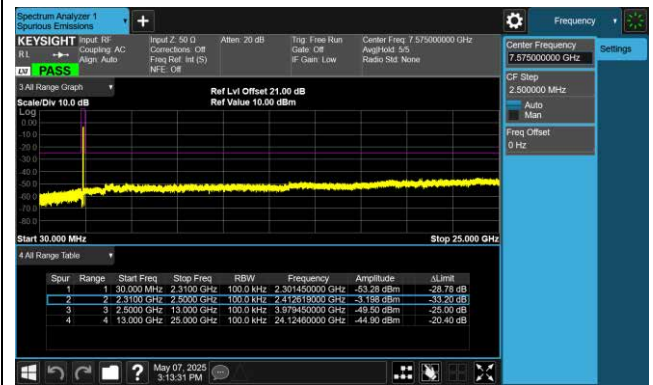 Spectrum Analyzer 1
Spurious Emissions
Frequency
KEYSIGHT Input: RF Input Z: 50 Ω Atten: 20 dB Trig: Free Run Center Freq: 7.575000000 GHz
RL Coupling: AC Corrections: Off Gate: Off Avg|Hold: 5/5
Align: Auto Freq Ref: Int (S) IF Gain: Low Radio Std: None
PASS NFE: Off
Center Frequency
7.575000000 GHz
Settings
CF Step
2.500000 MHz
Auto
Man
Freq Offset
0 Hz
3 All Range Graph
Ref Lvl Offset 21.00 dB
Scale/Div 10.0 dB Ref Value 10.00 dBm
Log
0.00
-10.0
-20.0
-30.0
-40.0
-50.0
-60.0
-70.0
-80.0
Start 30.000 MHz Stop 25.000 GHz
4 All Range Table
Spur Range Start Freq Stop Freq RBW Frequency Amplitude ΔLimit
1 1 30.000 MHz 2.3100 GHz 100.0 kHz 2.301450000 GHz -53.28 dBm -28.78 dB
2 2 2.3100 GHz 2.5000 GHz 100.0 kHz 2.412619000 GHz -3.198 dBm -33.20 dB
3 3 2.5000 GHz 13.000 GHz 100.0 kHz 3.979450000 GHz -49.50 dBm -25.00 dB
4 4 13.000 GHz 25.000 GHz 100.0 kHz 24.12460000 GHz -44.90 dBm -20.40 dB
May 07, 2025
3:13:31 PM